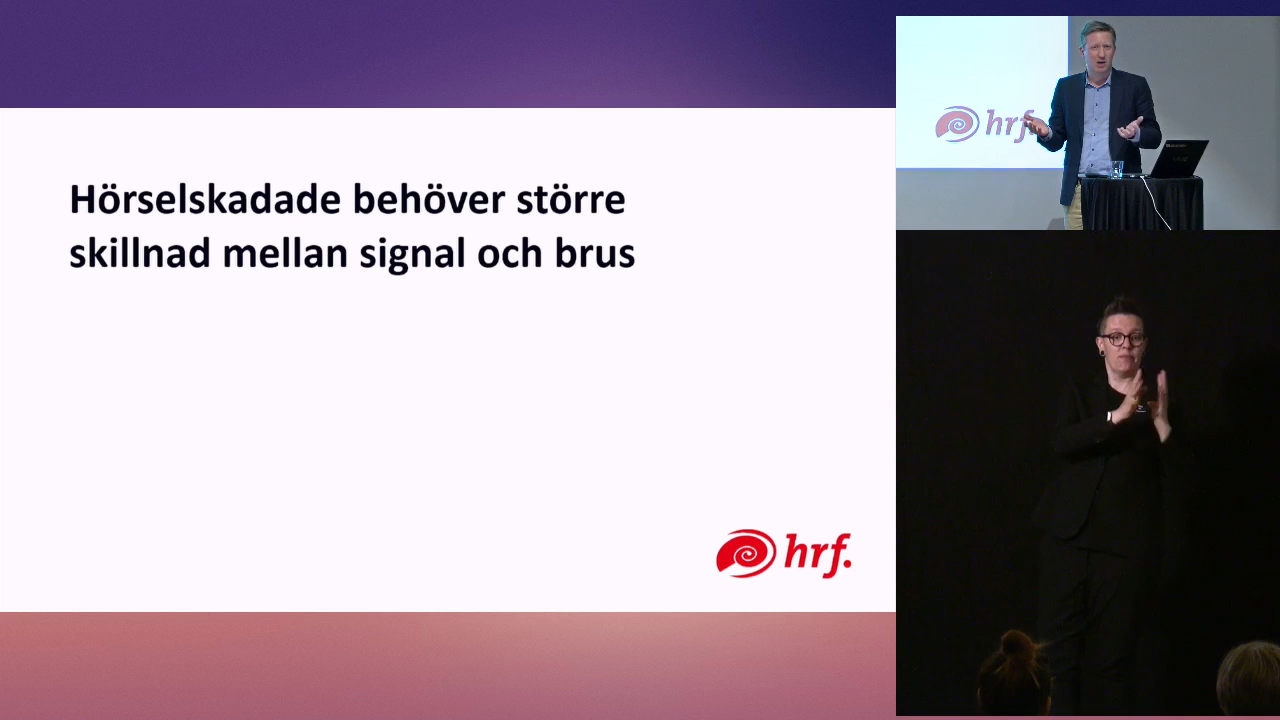 Hörselskadade behöver större
skillnad mellan signal och brus
hrf.
hrf.